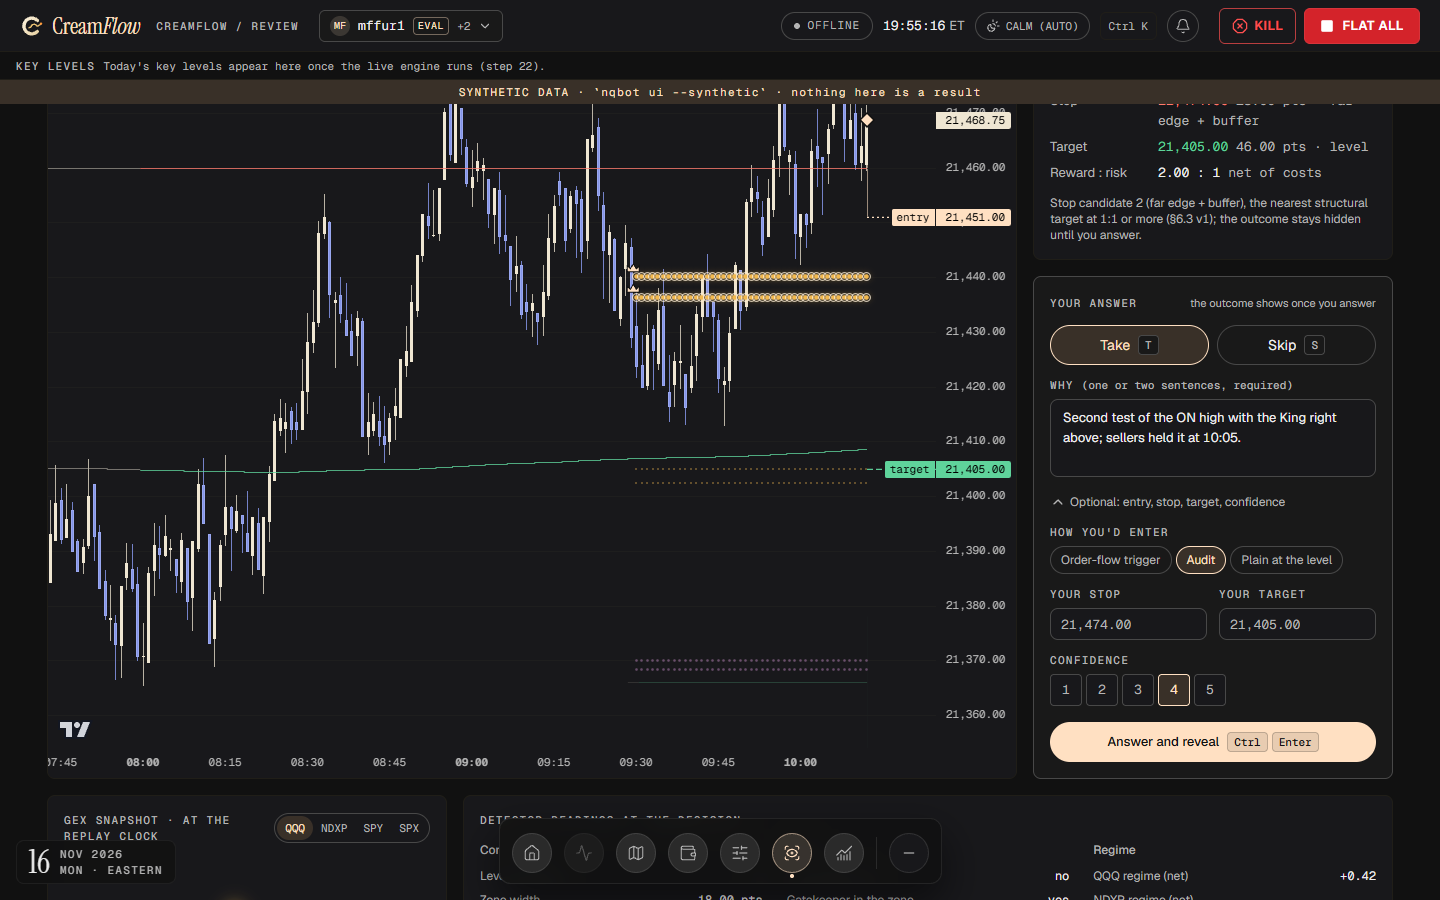 CreamFlow
CREAMFLOW / REVIEW
MF mffur1 EVAL +2
OFFLINE
19:55:16 ET
CALM (AUTO)
Ctrl K
KILL
FLAT ALL
KEY LEVELS Today's key levels appear here once the live engine runs (step 22).
SYNTHETIC DATA · `nqbot ui --synthetic` · nothing here is a result
21,468.75
21,460.00
entry 21,451.00
21,440.00
21,430.00
21,420.00
21,410.00
target 21,405.00
21,400.00
21,390.00
21,380.00
21,370.00
21,360.00
07:45 08:00 08:15 08:30 08:45 09:00 09:15 09:30 09:45 10:00
edge + buffer
Target 21,405.00 46.00 pts · level
Reward : risk 2.00 : 1 net of costs
Stop candidate 2 (far edge + buffer), the nearest structural
target at 1:1 or more (§6.3 v1); the outcome stays hidden
until you answer.
YOUR ANSWER the outcome shows once you answer
Take T
Skip S
WHY (one or two sentences, required)
Second test of the ON high with the King right
above; sellers held it at 10:05.
Optional: entry, stop, target, confidence
HOW YOU'D ENTER
Order-flow trigger Audit Plain at the level
YOUR STOP YOUR TARGET
21,474.00 21,405.00
CONFIDENCE
1 2 3 4 5
Answer and reveal Ctrl Enter
GEX SNAPSHOT · AT THE
REPLAY CLOCK
QQQ NDXP SPY SPX
16 NOV 2026
MON · EASTERN
DETECTOR READINGS AT THE DECISION
no
Regime
QQQ regime (net) +0.42